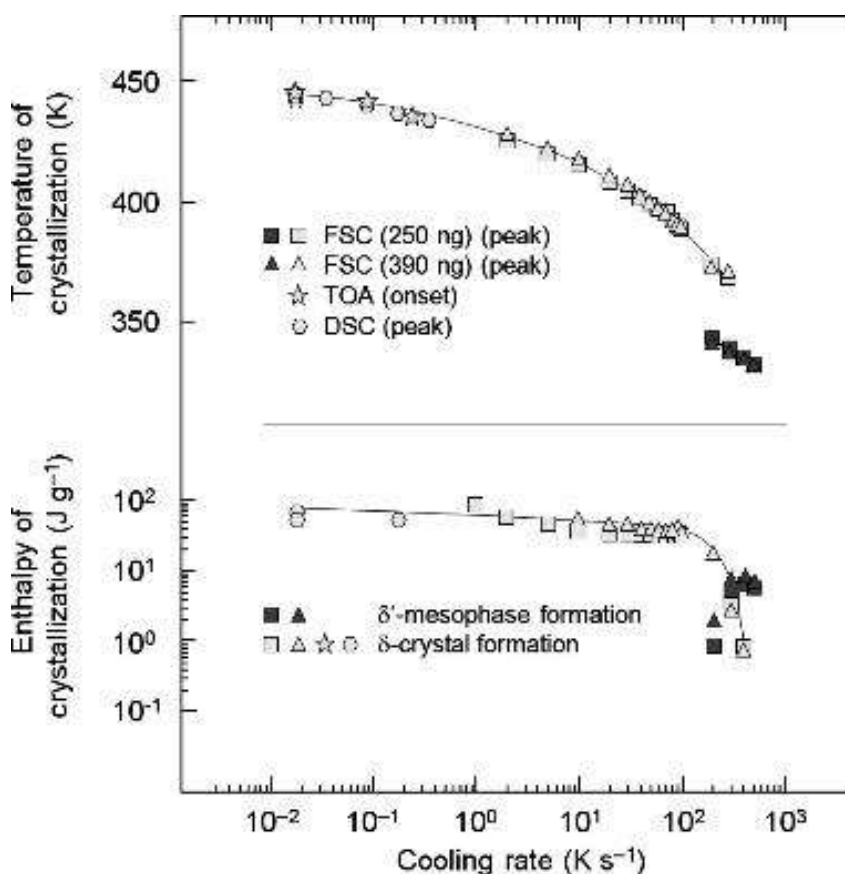 Temperature of
crystallization (K)
450
400
350
FSC (250 ng) (peak)
FSC (390 ng) (peak)
TOA (onset)
DSC (peak)
Enthalpy of
crystallization (J g⁻¹)
10²
10¹
10⁰
10⁻¹
δ'-mesophase formation
δ-crystal formation
10⁻² 10⁻¹ 10⁰ 10¹ 10² 10³
Cooling rate (K s⁻¹)